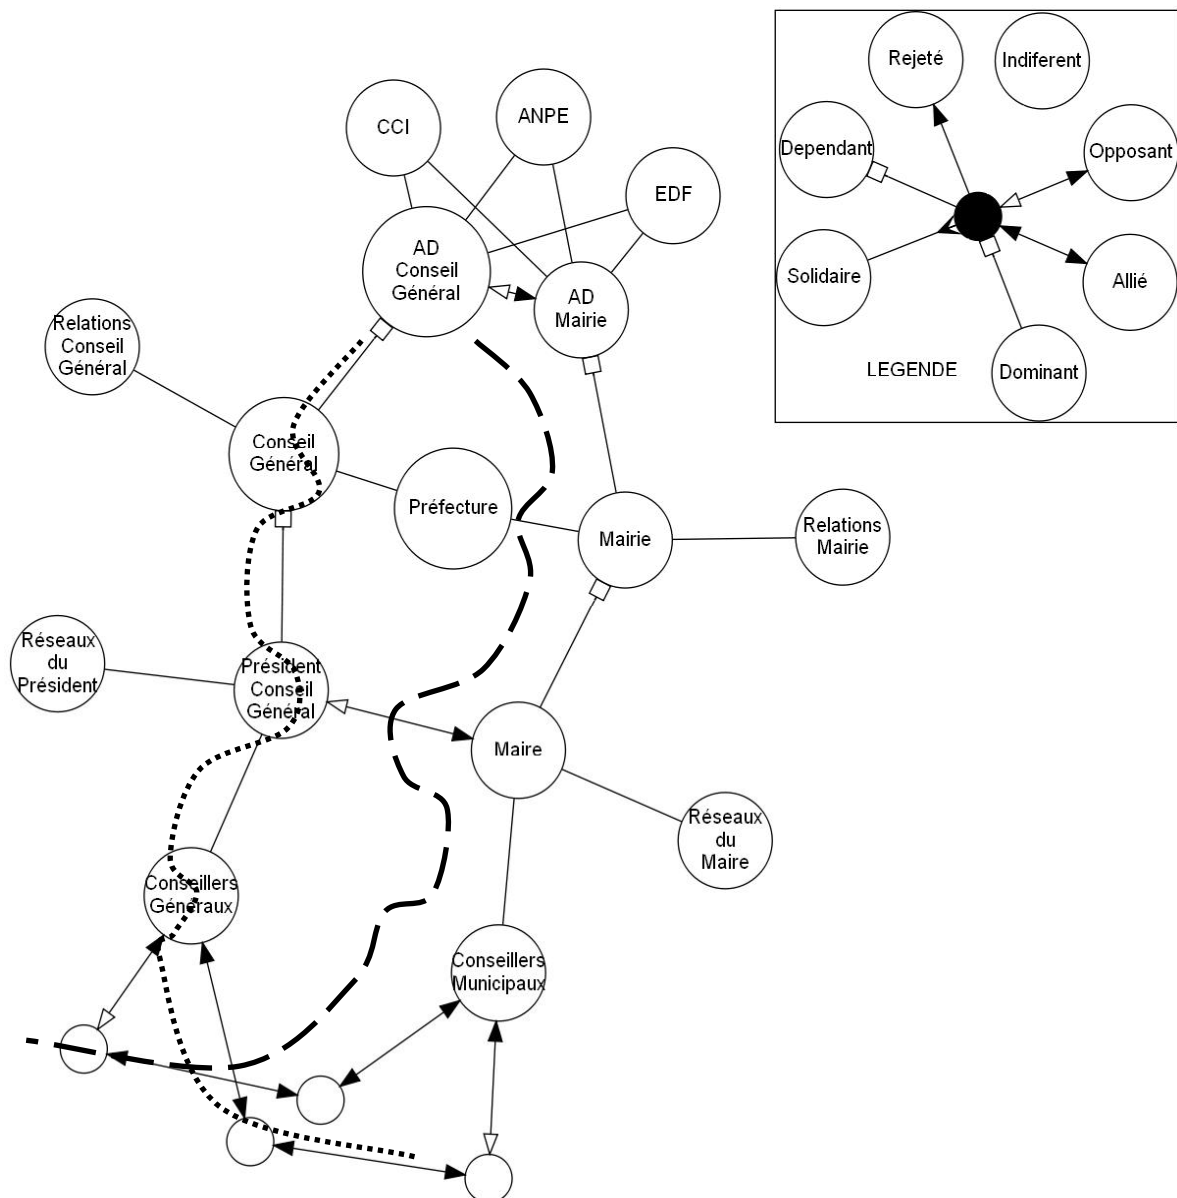 Rejeté
Indiferent
Dependant
Opposant
Solidaire
Allié
LEGENDE
Dominant
CCI
ANPE
EDF
AD
Conseil
Général
AD
Mairie
Relations
Conseil
Général
Conseil
Général
Préfecture
Mairie
Relations
Mairie
Réseaux
du
Président
Président
Conseil
Général
Maire
Réseaux
du
Maire
Conseillers
Généraux
Conseillers
Municipaux